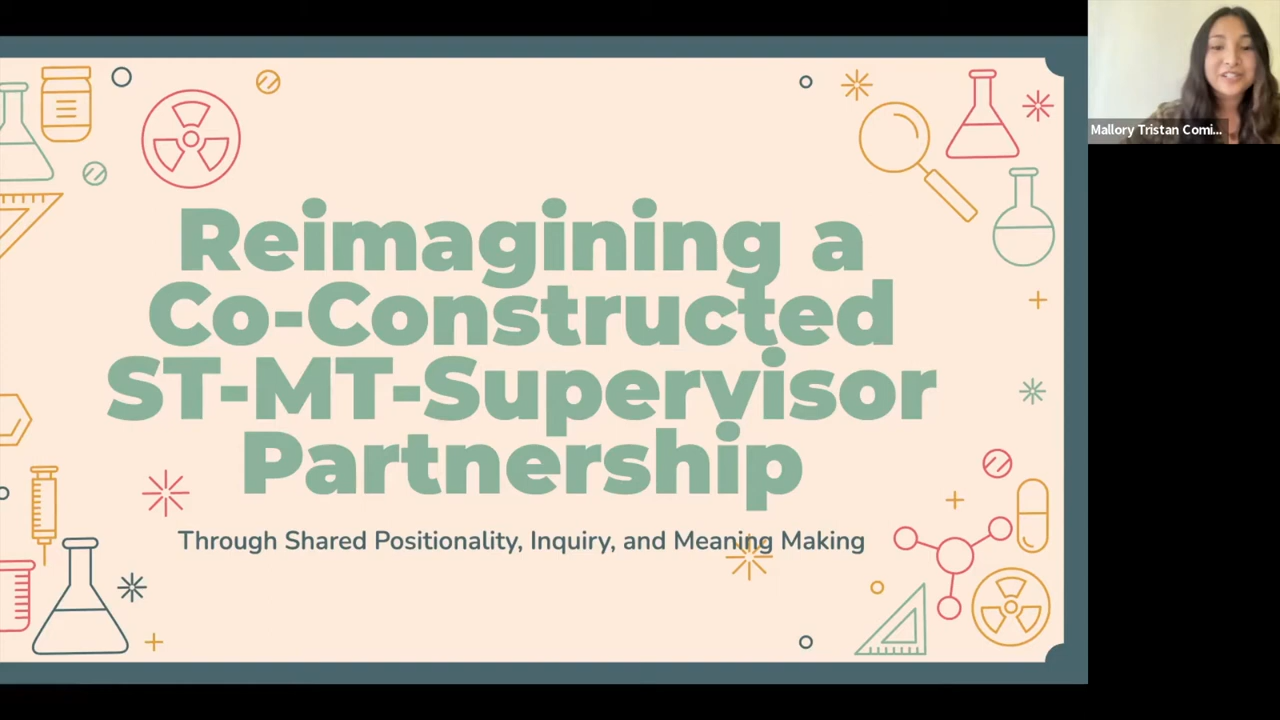 Reimagining a
Co-Constructed
ST-MT-Supervisor
Partnership
Through Shared Positionality, Inquiry, and Meaning Making
Mallory Tristan Comi...